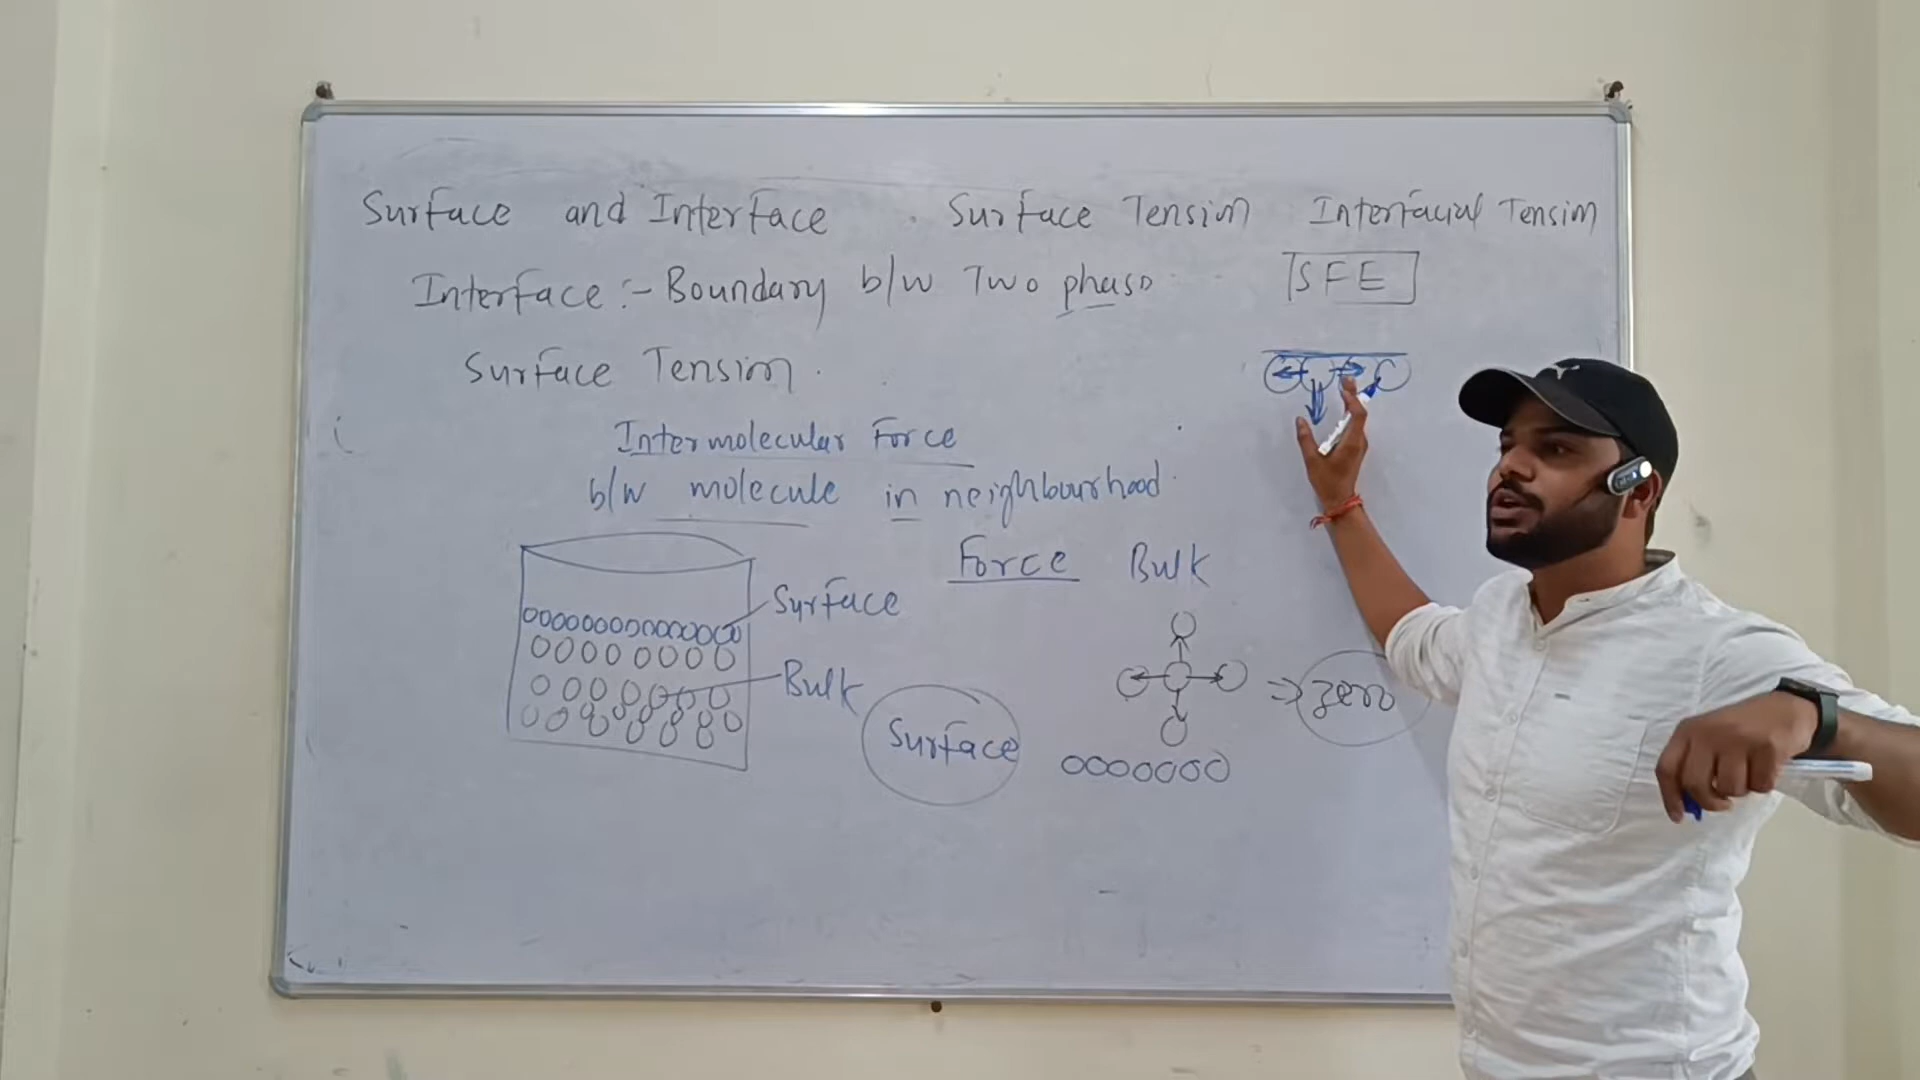 Surface and Interface Surface Tension Interfacial Tension
Interface :- Boundary b/w Two phase
SFE
Surface Tension
Intermolecular Force
b/w molecule in neighbourhood
Force Bulk
Surface
Bulk
Surface
zero